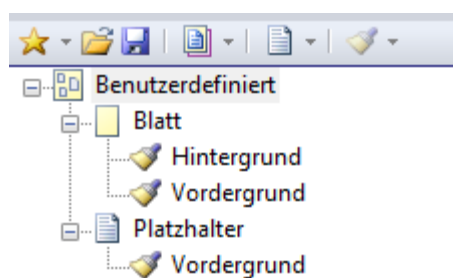 Benutzerdefiniert
Blatt
Hintergrund
Vordergrund
Platzhalter
Vordergrund